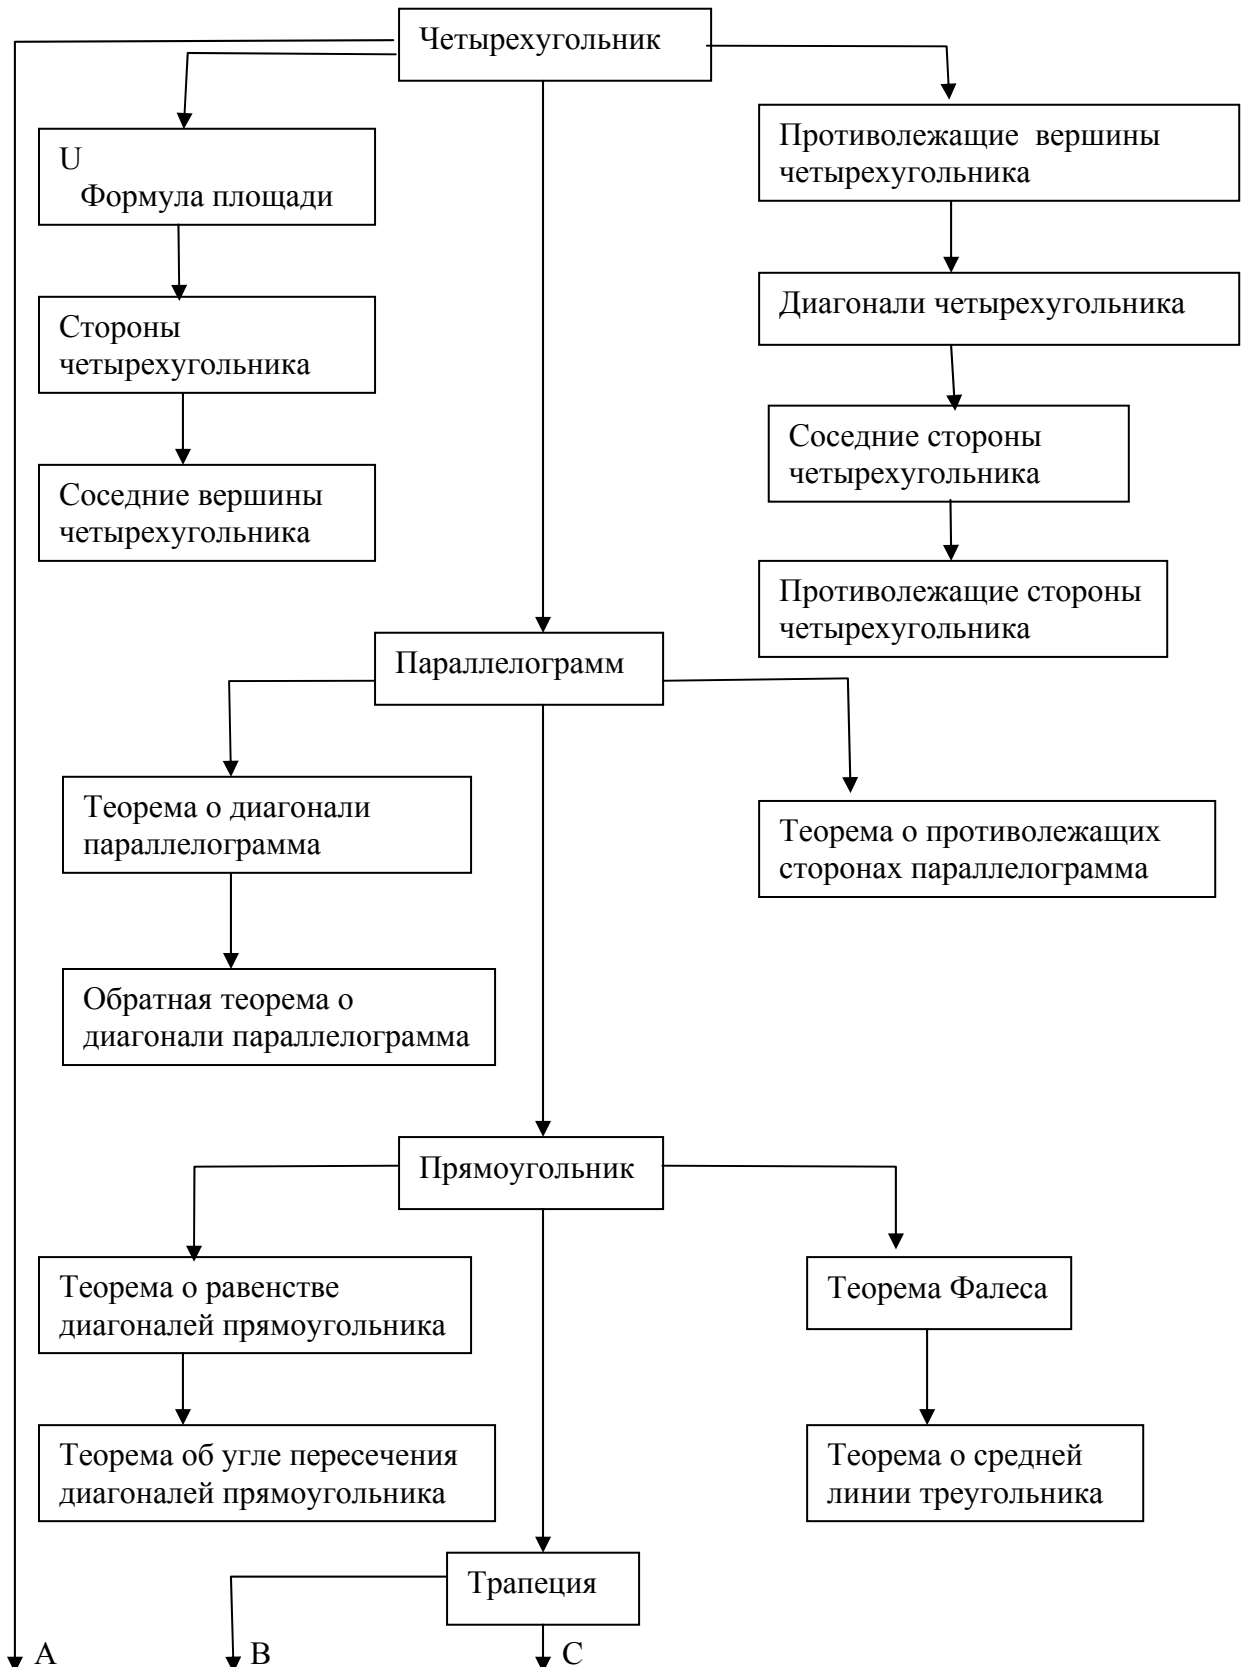 Четырехугольник
U
Формула площади
Противолежащие вершины
четырехугольника
Стороны
четырехугольника
Диагонали четырехугольника
Соседние вершины
четырехугольника
Соседние стороны
четырехугольника
Противолежащие стороны
четырехугольника
Параллелограмм
Теорема о диагонали
параллелограмма
Теорема о противолежащих
сторонах параллелограмма
Обратная теорема о
диагонали параллелограмма
Прямоугольник
Теорема о равенстве
диагоналей прямоугольника
Теорема Фалеса
Теорема об угле пересечения
диагоналей прямоугольника
Теорема о средней
линии треугольника
Трапеция
А
В
С